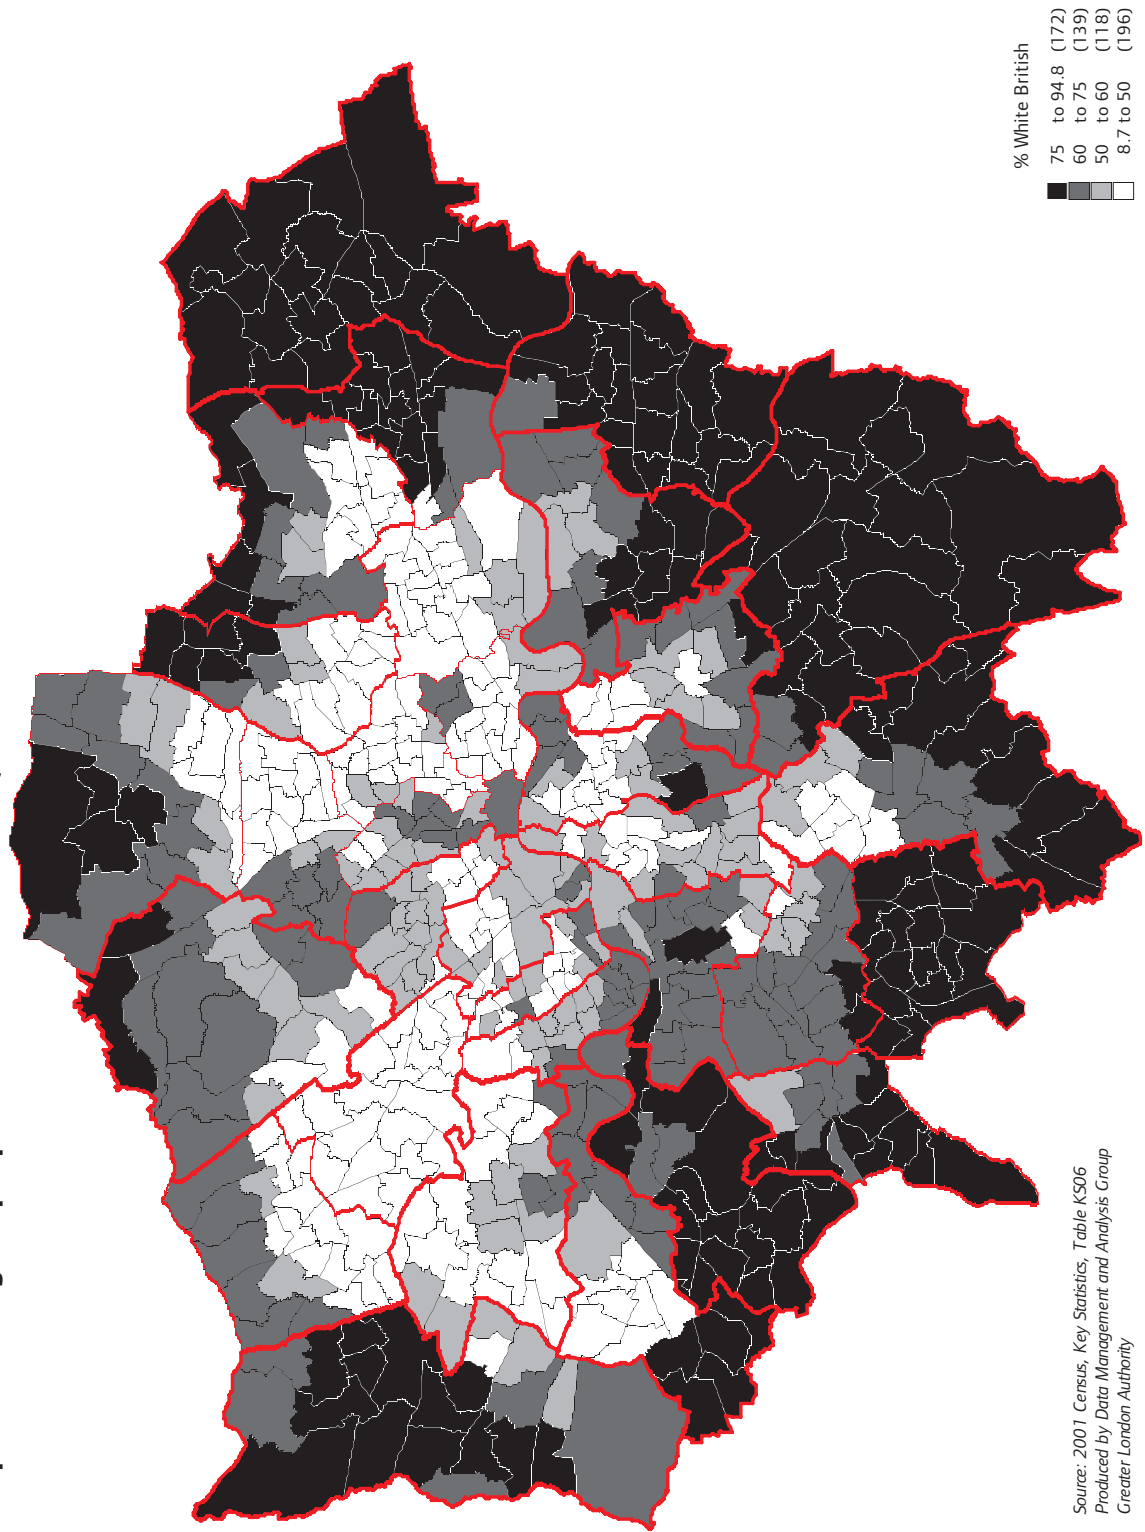 % White British
75 to 94.8 (172)
60 to 75 (139)
50 to 60 (118)
8.7 to 50 (196)
Source: 2001 Census, Key Statistics, Table KS06
Produced by Data Management and Analysis Group
Greater London Authority